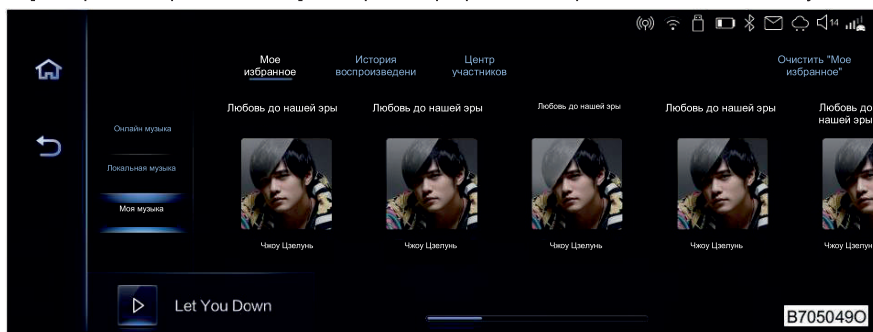 14
Мое
избранное
История
воспроизведени
Центр
участников
Очистить "Мое
избранное"
Любовь до нашей эры
Любовь до нашей эры
Любовь до нашей эры
Любовь до нашей эры
Любовь до
нашей эры
Онлайн музыка
Локальная музыка
Моя музыка
Чжоу Цзелунь
Чжоу Цзелунь
Чжоу Цзелунь
Чжоу Цзелунь
Чжоу Цзелун
Let You Down
B705049O